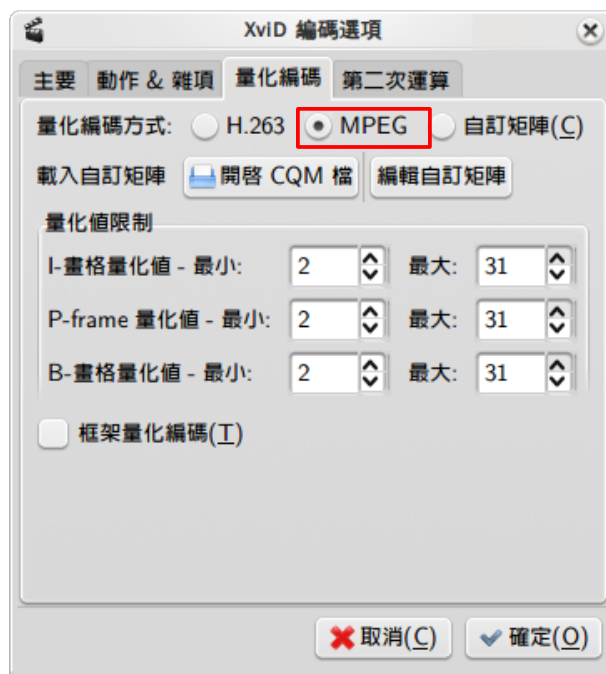 XviD 編碼選項
主要 動作 & 雜項 量化編碼 第二次運算
量化編碼方式: H.263 MPEG 自訂矩陣(C)
載入自訂矩陣 開啓 CQM 檔 編輯自訂矩陣
量化值限制
I-畫格量化值 - 最小: 2 最大: 31
P-frame 量化值 - 最小: 2 最大: 31
B-畫格量化值 - 最小: 2 最大: 31
框架量化編碼(T)
取消(C) 確定(O)